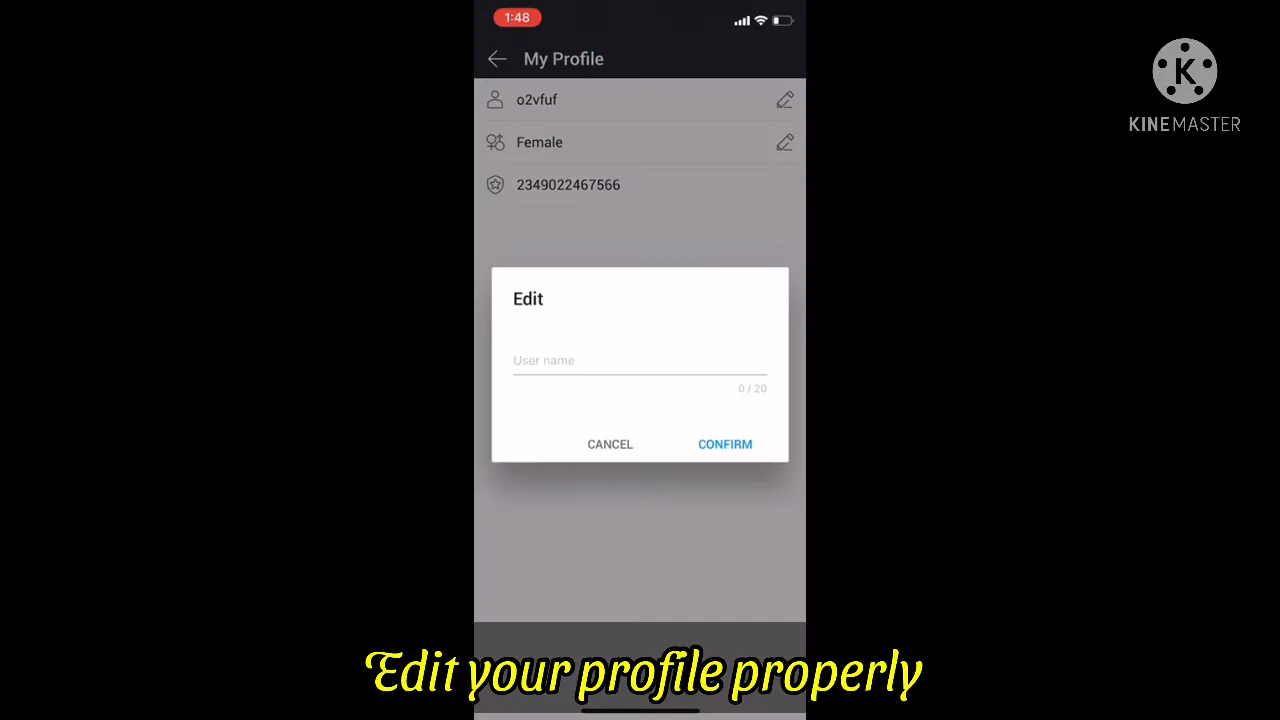 1:48
My Profile
o2vfuf
Female
2349022467566
Edit
User name
0 / 20
CANCEL
CONFIRM
Edit your profile properly
K
KINEMASTER